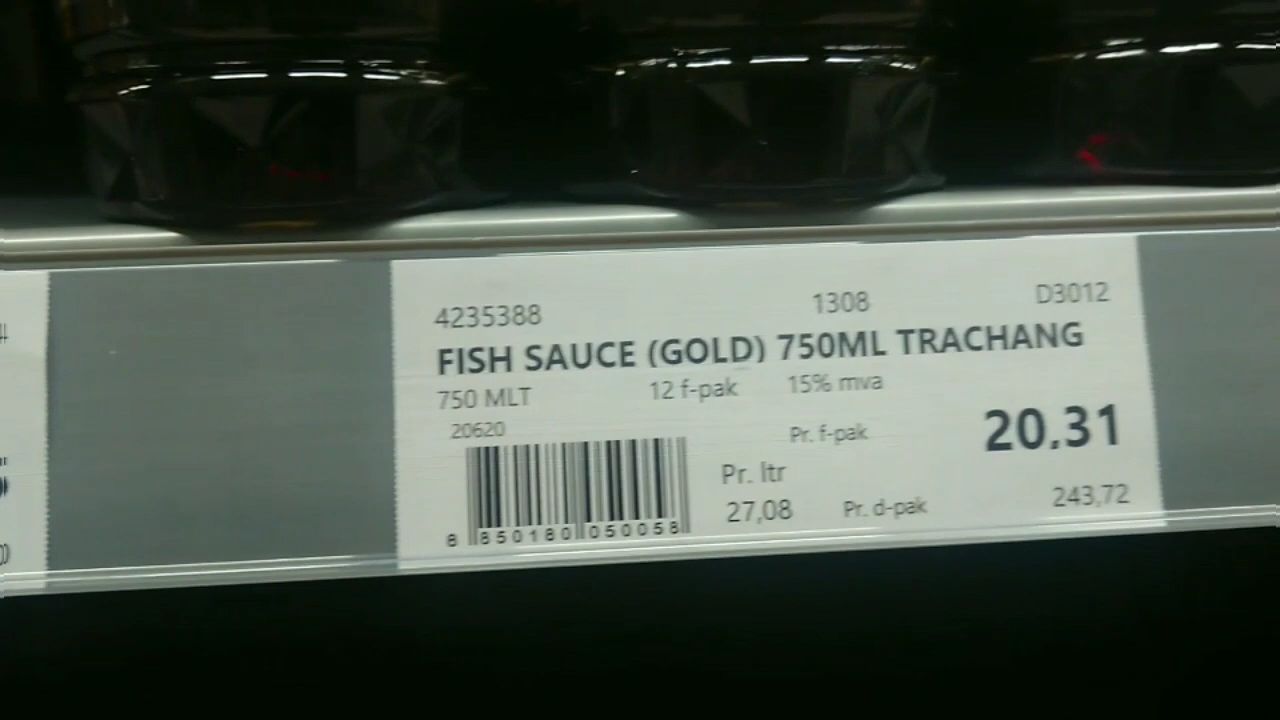 4235388 1308 D3012
FISH SAUCE (GOLD) 750ML TRACHANG
750 MLT 12 f-pak 15% mva
20620
Pr. f-pak 20.31
Pr. ltr
27,08 Pr. d-pak 243,72
8 850180 050058